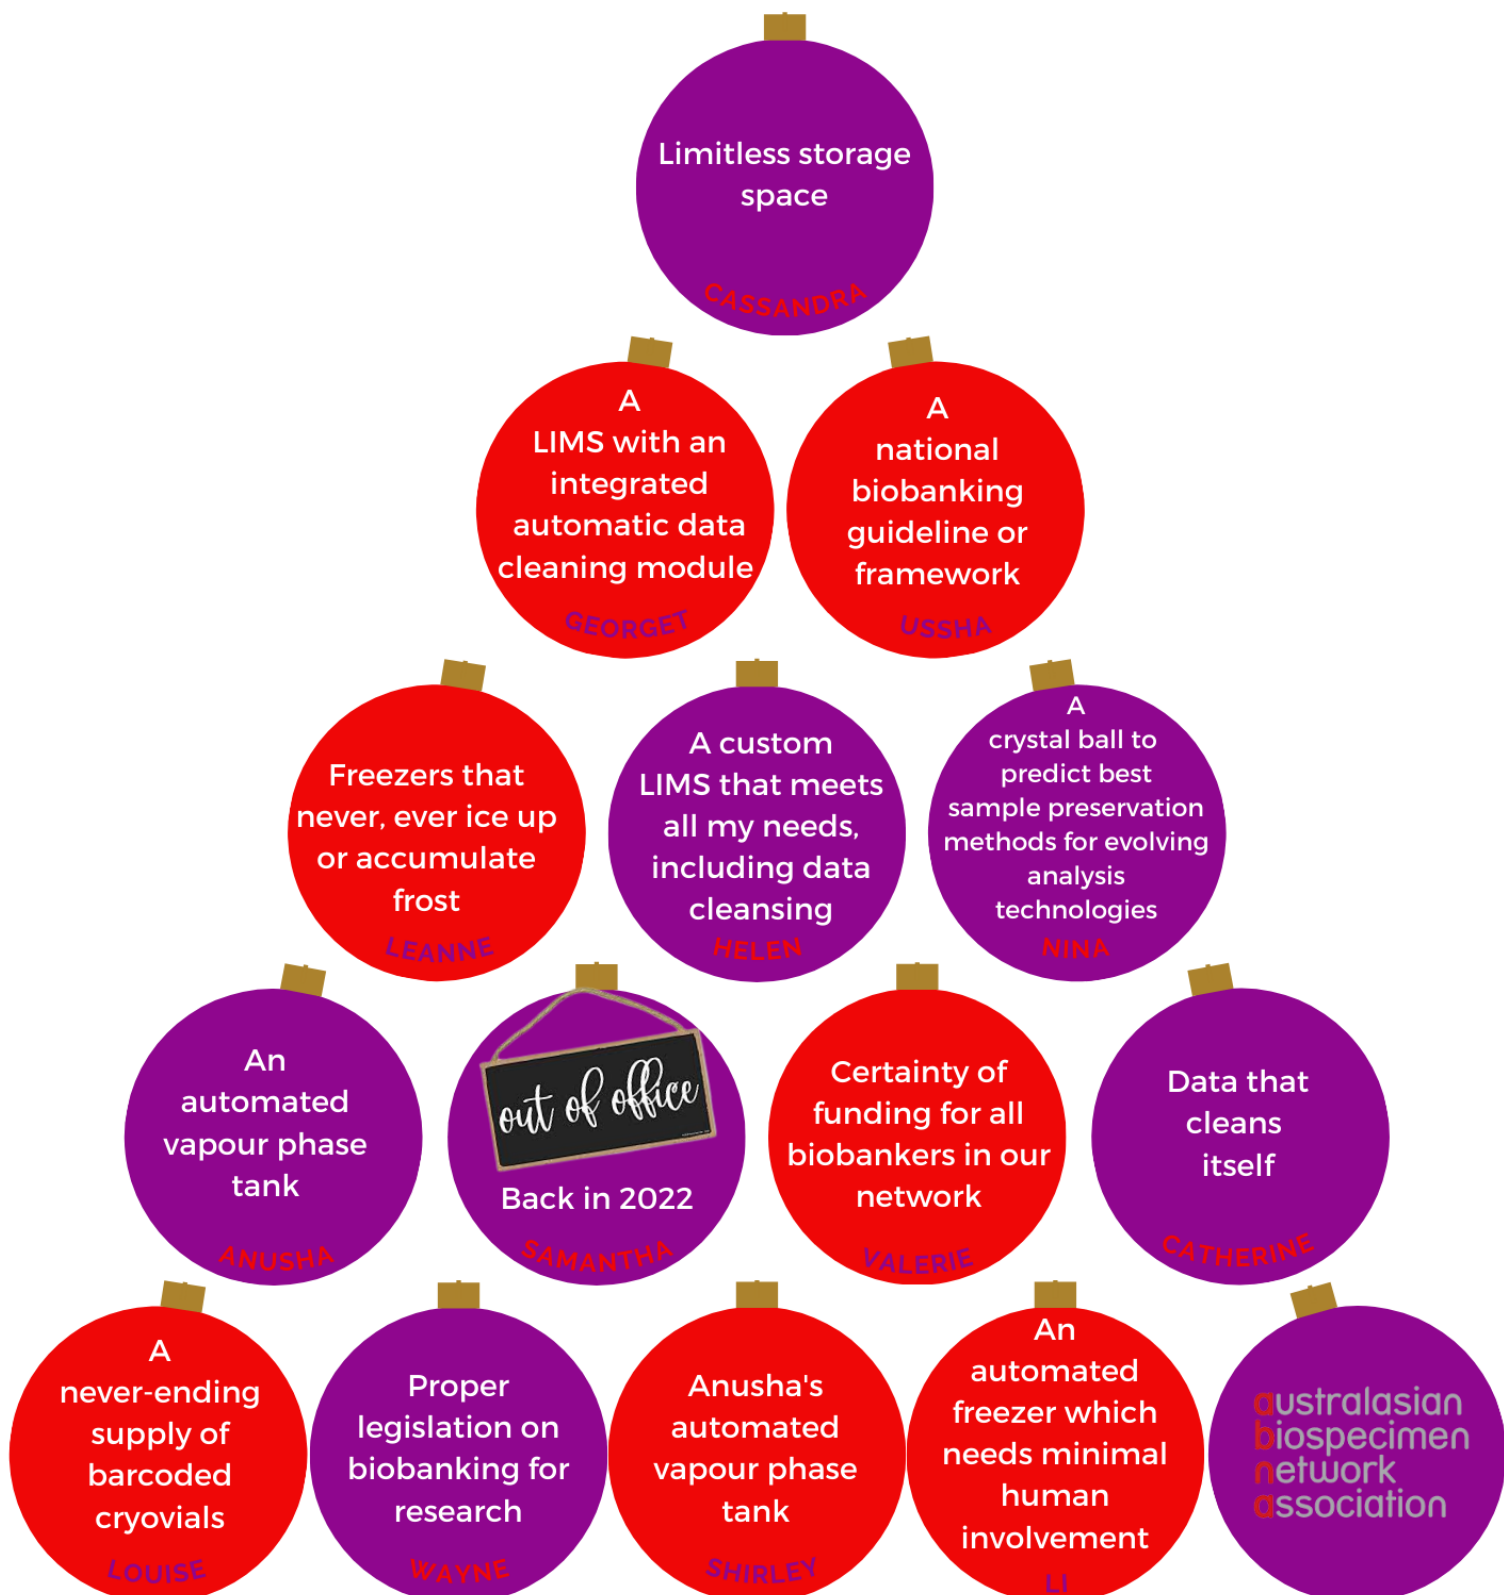 Limitless storage
space
CASSANDRA
A
LIMS with an
integrated
automatic data
cleaning module
GEORGET
A
national
biobanking
guideline or
framework
USSHA
Freezers that
never, ever ice up
or accumulate
frost
LEANNE
A custom
LIMS that meets
all my needs,
including data
cleansing
HELEN
A
crystal ball to
predict best
sample preservation
methods for evolving
analysis
technologies
NINA
An
automated
vapour phase
tank
ANUSHA
out of office
Back in 2022
SAMANTHA
Certainty of
funding for all
biobankers in our
network
VALERIE
Data that
cleans
itself
CATHERINE
A
never-ending
supply of
barcoded
cryovials
LOUISE
Proper
legislation on
biobanking for
research
WAYNE
Anusha's
automated
vapour phase
tank
SHIRLEY
An
automated
freezer which
needs minimal
human
involvement
LI
australasian
biospecimen
network
association